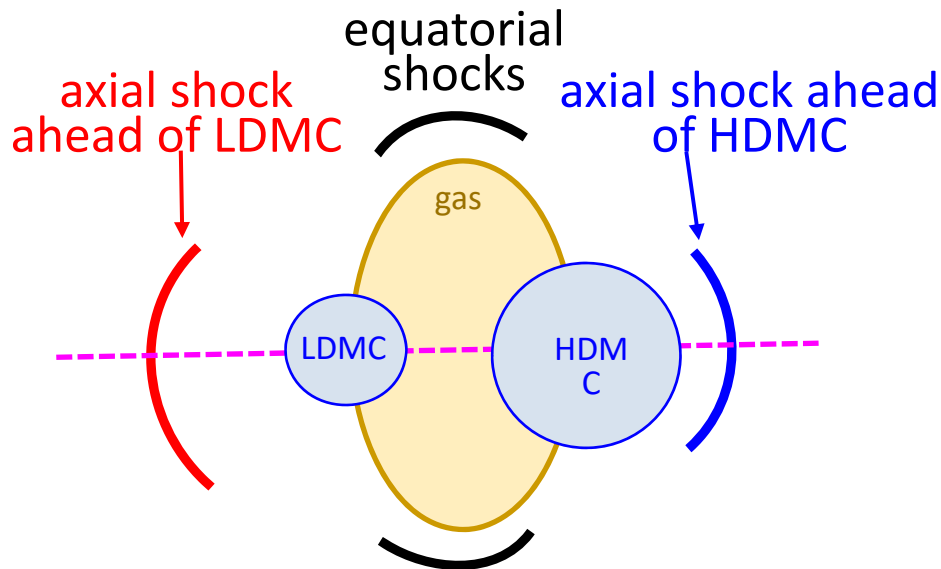 equatorial
shocks
axial shock
ahead of LDMC
axial shock ahead
of HDMC
gas
LDMC
HDM
C